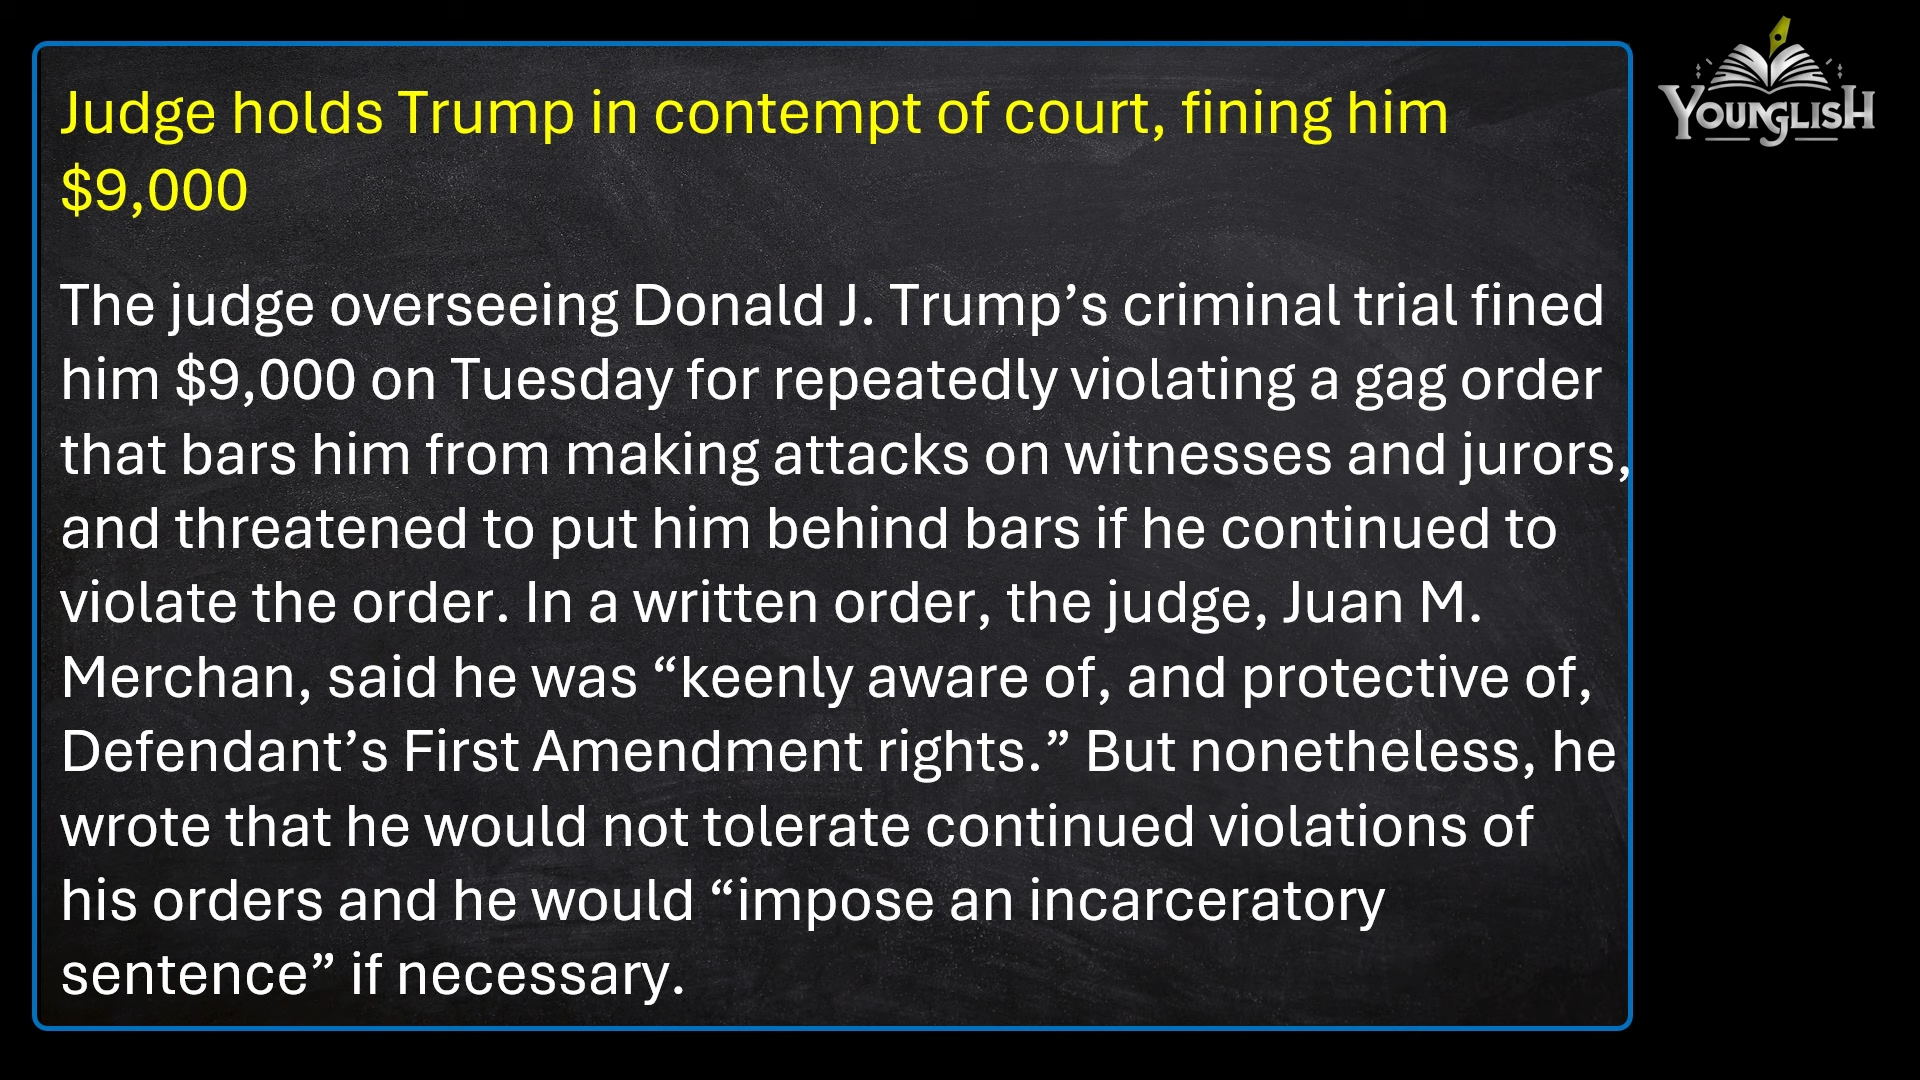 Judge holds Trump in contempt of court, fining him
$9,000
The judge overseeing Donald J. Trump’s criminal trial fined
him $9,000 on Tuesday for repeatedly violating a gag order
that bars him from making attacks on witnesses and jurors,
and threatened to put him behind bars if he continued to
violate the order. In a written order, the judge, Juan M.
Merchan, said he was “keenly aware of, and protective of,
Defendant’s First Amendment rights.” But nonetheless, he
wrote that he would not tolerate continued violations of
his orders and he would “impose an incarceratory
sentence” if necessary.
YOUNGLISH